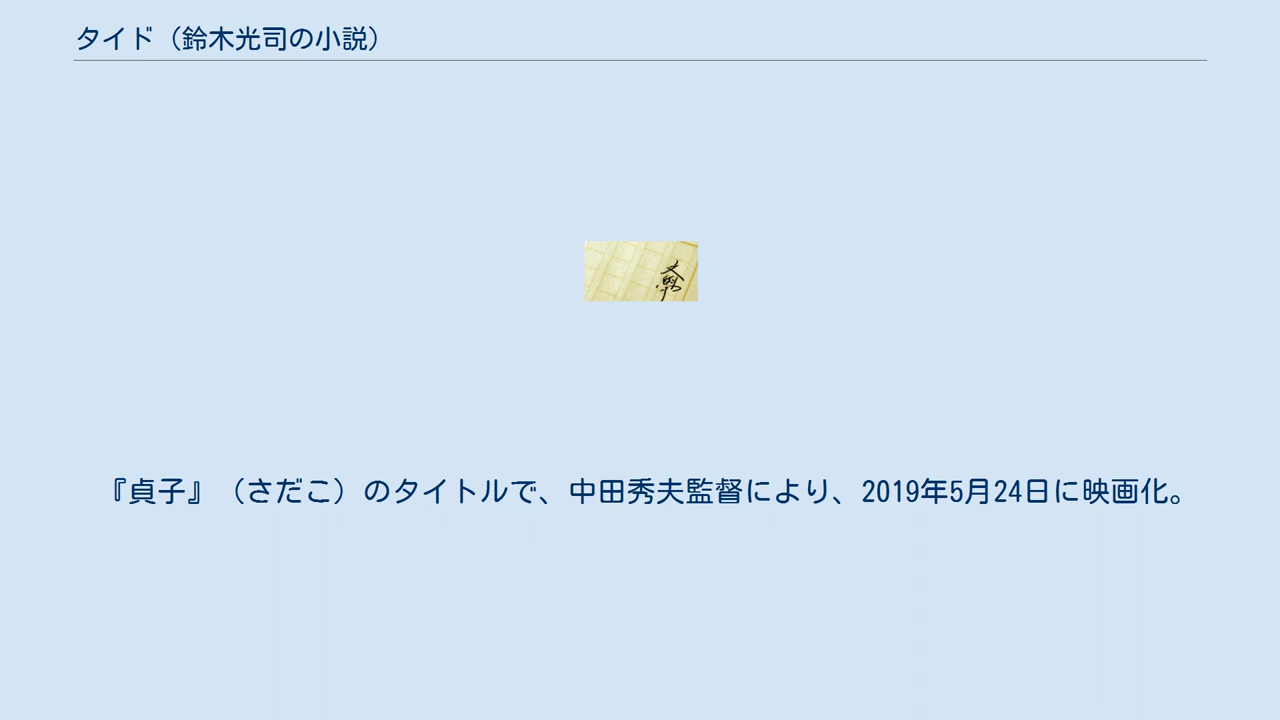 タイド（鈴木光司の小説）
『貞子』（さだこ）のタイトルで、中田秀夫監督により、2019年5月24日に映画化。